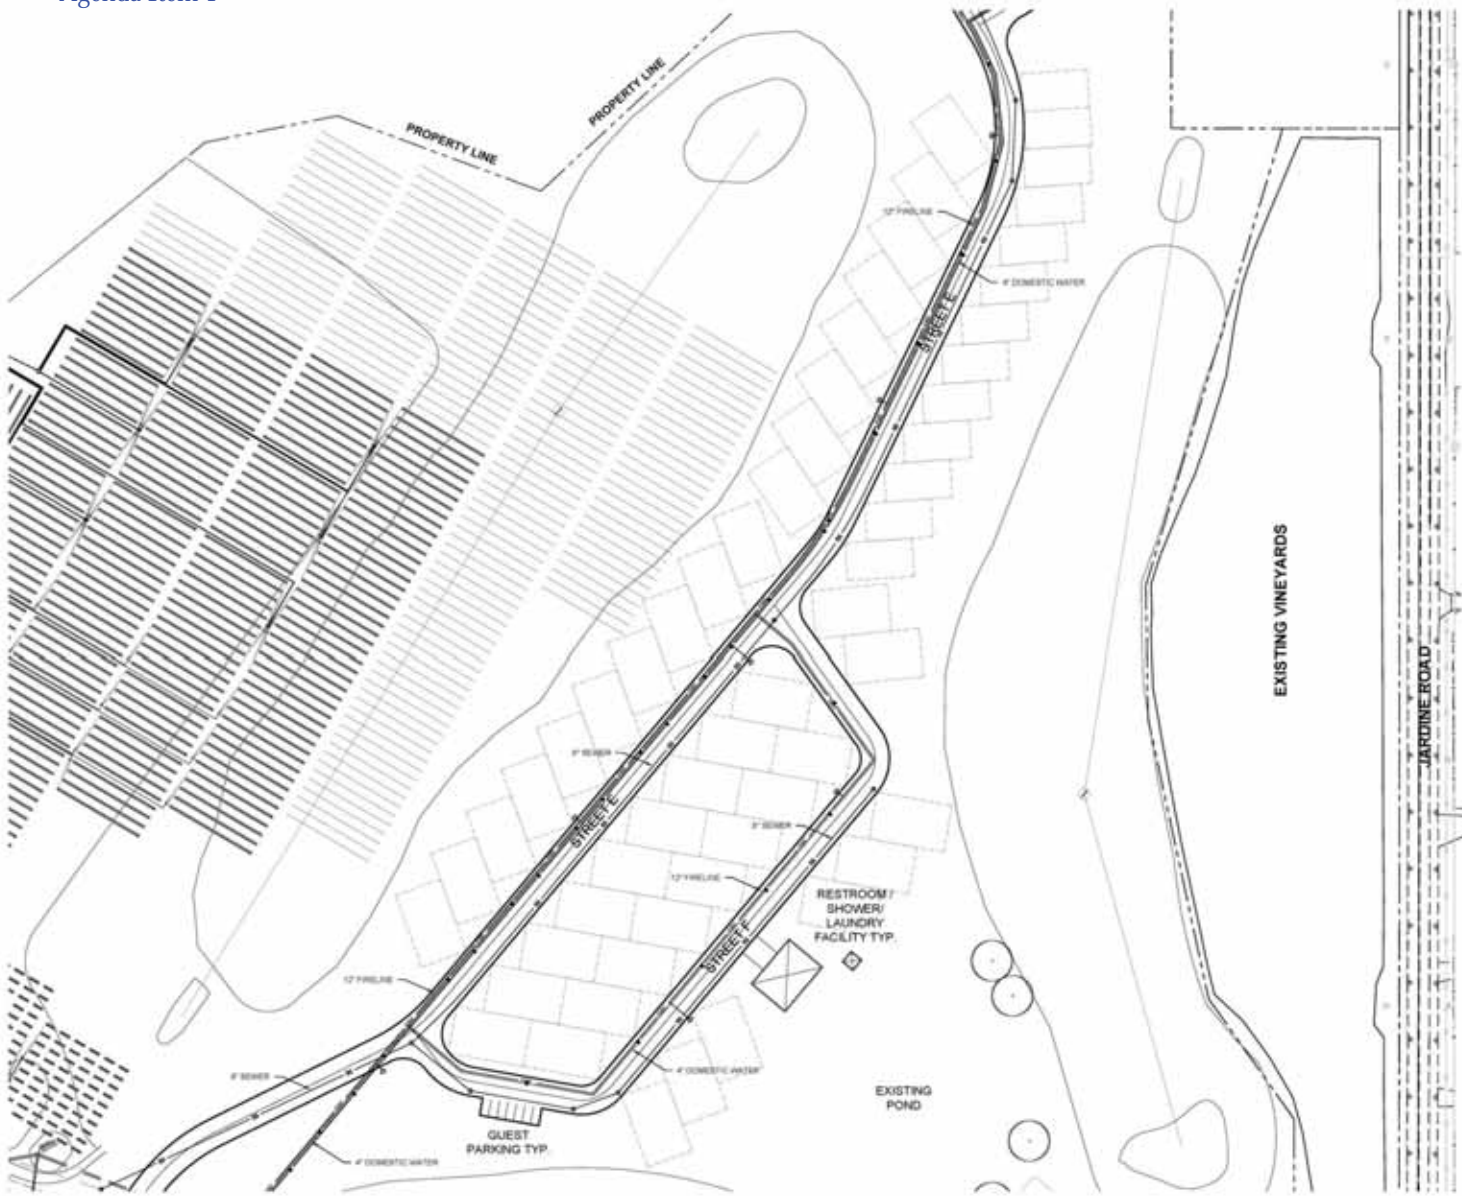 Agenda Item 1
PROPERTY LINE
PROPERTY LINE
12" FIRELINE
4" DOMESTIC WATER
STREET E
EXISTING VINEYARDS
JARDINE ROAD
8" SEWER
STREET E
8" SEWER
12" FIRELINE
RESTROOM /
SHOWER/
LAUNDRY
FACILITY TYP.
STREET F
12" FIRELINE
8" SEWER
4" DOMESTIC WATER
EXISTING
POND
GUEST
PARKING TYP.
4" DOMESTIC WATER